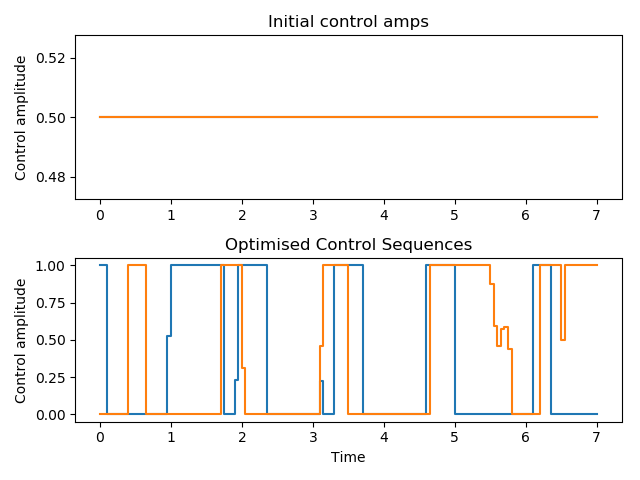 Initial control amps
Control amplitude
0.52
0.50
0.48
0 1 2 3 4 5 6 7
Optimised Control Sequences
Control amplitude
1.00
0.75
0.50
0.25
0.00
0 1 2 3 4 5 6 7
Time